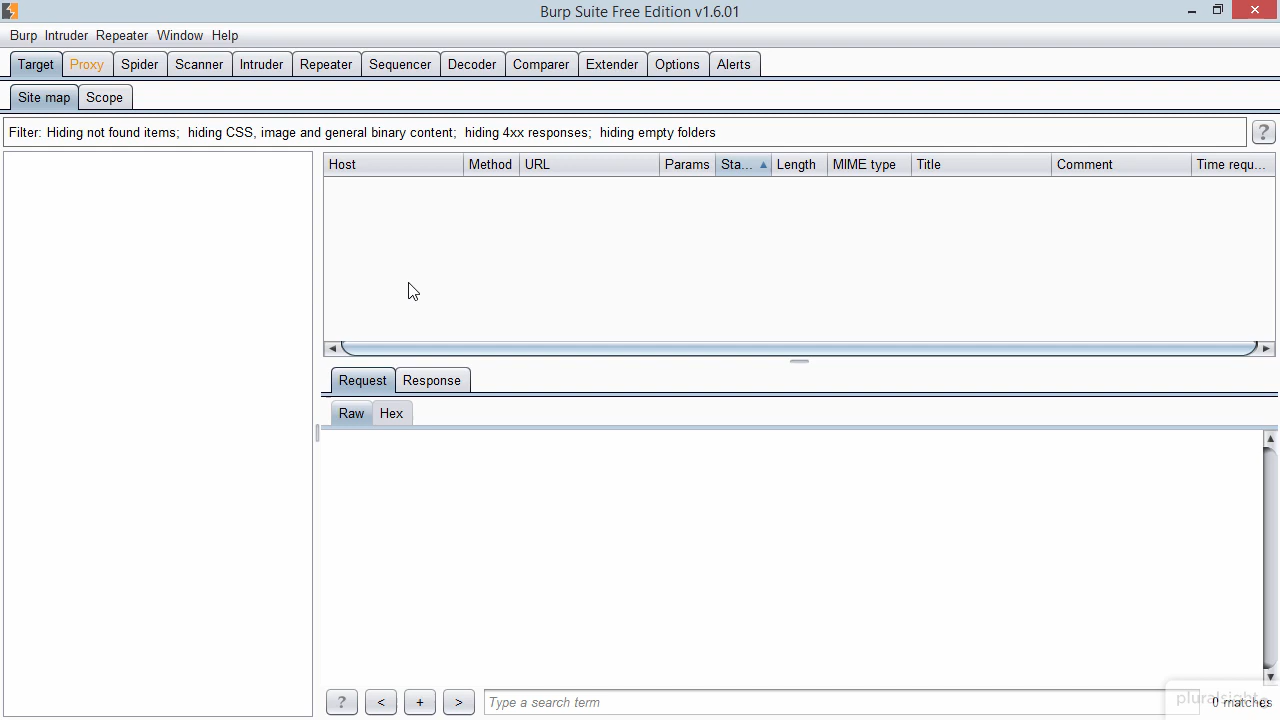 Burp Suite Free Edition v1.6.01
Burp Intruder Repeater Window Help
Target Proxy Spider Scanner Intruder Repeater Sequencer Decoder Comparer Extender Options Alerts
Site map Scope
Filter: Hiding not found items; hiding CSS, image and general binary content; hiding 4xx responses; hiding empty folders ?
Host Method URL Params Sta... Length MIME type Title Comment Time requ...
Request Response
Raw Hex
? < + > Type a search term 0 matches
pluralsight